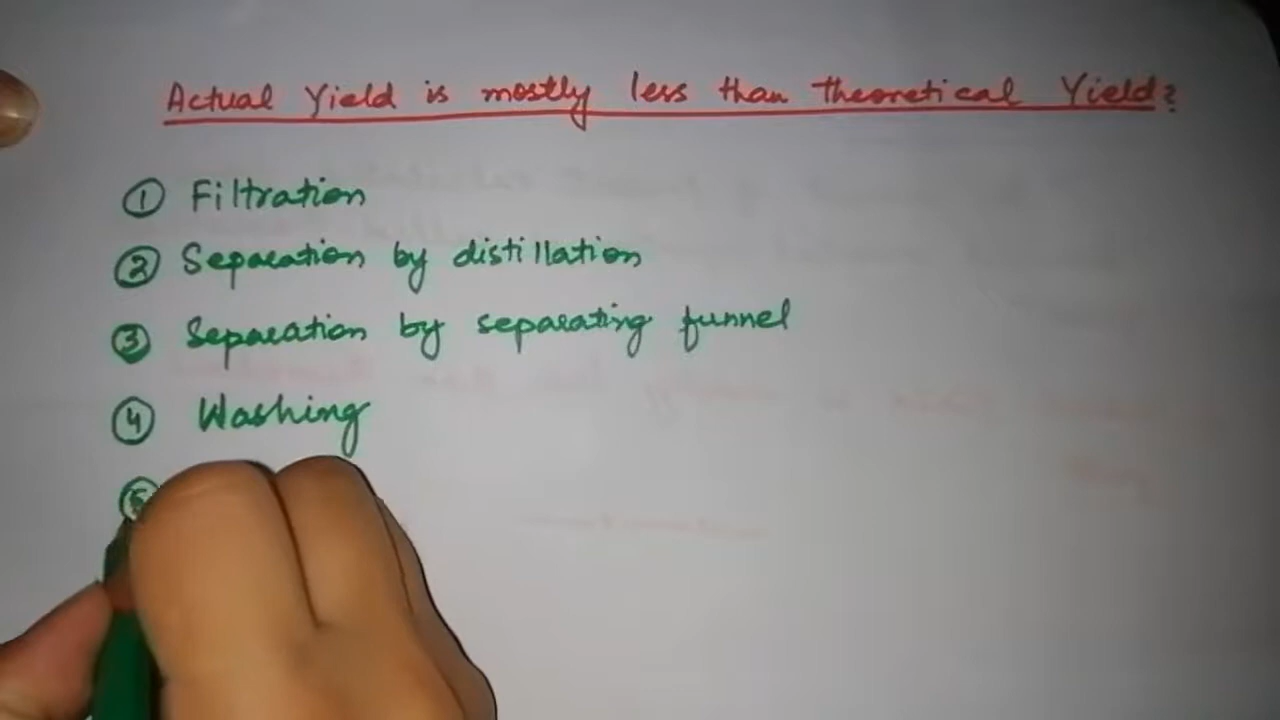 Actual Yield is mostly less than Theoretical Yield?
① Filtration
② Separation by distillation
③ Separation by separating funnel
④ Washing
⑤